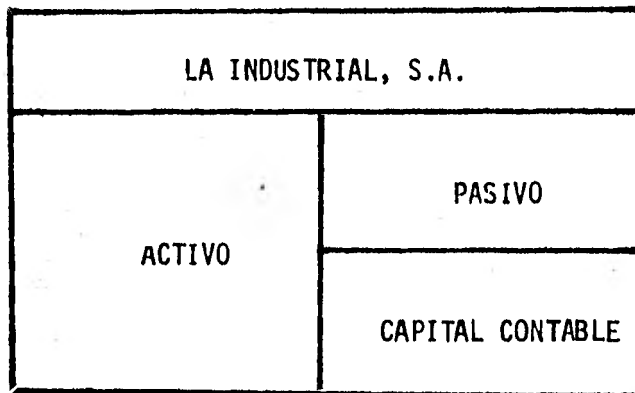 LA INDUSTRIAL, S.A.
PASIVO
ACTIVO
CAPITAL CONTABLE